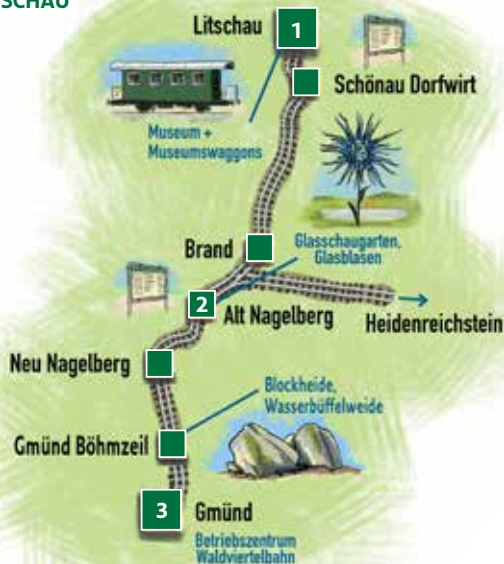 SCHAU
Litschau
1
Schönau Dorfwirt
Museum +
Museumswaggons
Brand
Glasschaugarten,
Glasblasen
2
Alt Nagelberg
Heidenreichstein
Neu Nagelberg
Blockheide,
Wasserbüffelweide
Gmünd Böhmzeil
3
Gmünd
Betriebszentrum
Waldviertelbahn